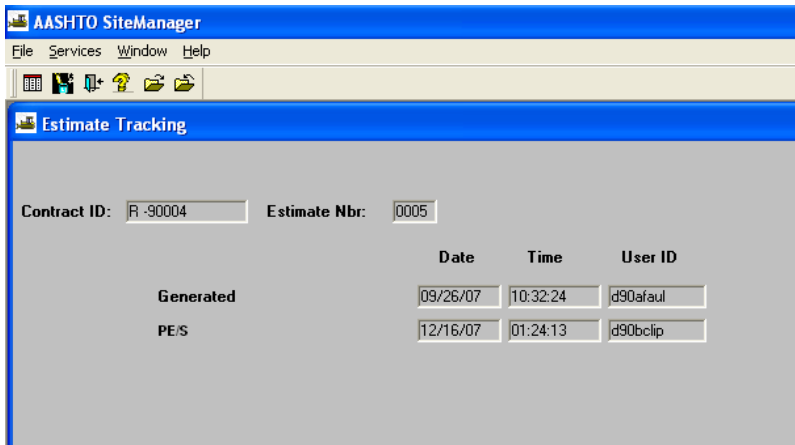 AASHTO SiteManager
File Services Window Help
Estimate Tracking
Contract ID: R -90004 Estimate Nbr: 0005
Date Time User ID
Generated 09/26/07 10:32:24 d90afaul
PE/S 12/16/07 01:24:13 d90bclip